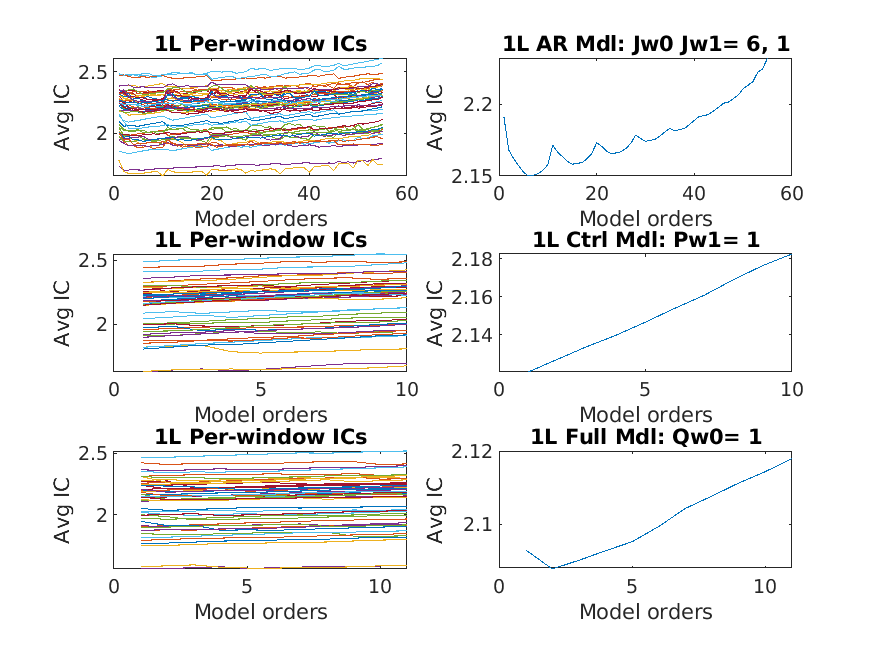 1L Per-window ICs
Avg IC
2.5
2
0
20
40
60
Model orders
1L AR Mdl: Jw0 Jw1= 6, 1
Avg IC
2.2
2.15
0
20
40
60
Model orders
1L Per-window ICs
Avg IC
2.5
2
0
5
10
Model orders
1L Ctrl Mdl: Pw1= 1
Avg IC
2.18
2.16
2.14
0
5
10
Model orders
1L Per-window ICs
Avg IC
2.5
2
0
5
10
Model orders
1L Full Mdl: Qw0= 1
Avg IC
2.12
2.1
0
5
10
Model orders